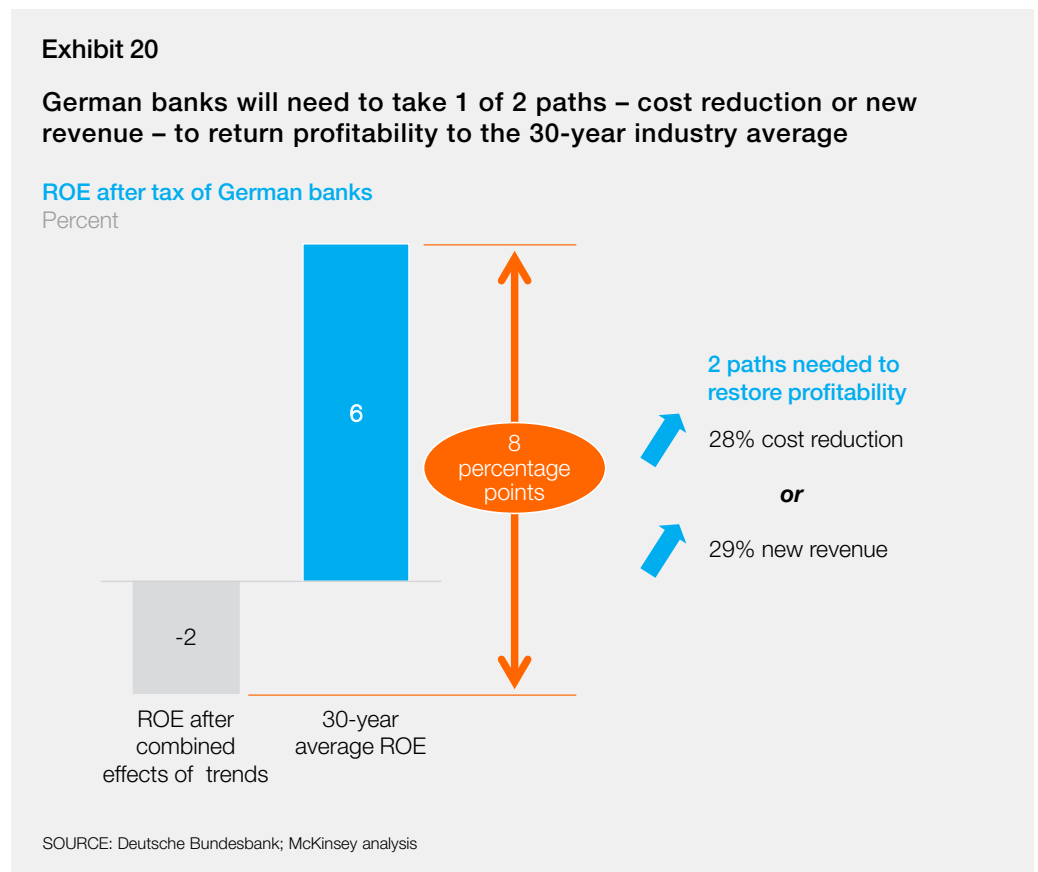 Exhibit 20
German banks will need to take 1 of 2 paths – cost reduction or new
revenue – to return profitability to the 30-year industry average
ROE after tax of German banks
Percent
6
8
percentage
points
-2
ROE after
combined
effects of trends
30-year
average ROE
2 paths needed to
restore profitability
28% cost reduction
or
29% new revenue
SOURCE: Deutsche Bundesbank; McKinsey analysis